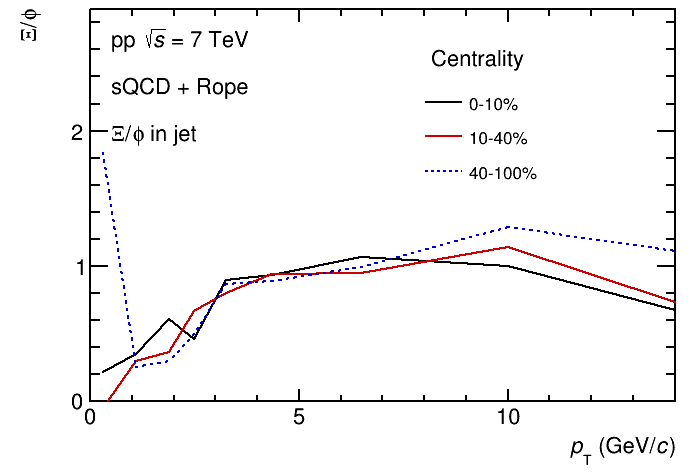 Ξ/ϕ
pp √s = 7 TeV
sQCD + Rope
Ξ/ϕ in jet
Centrality
0-10%
10-40%
40-100%
2
1
0
0 5 10
p_T (GeV/c)